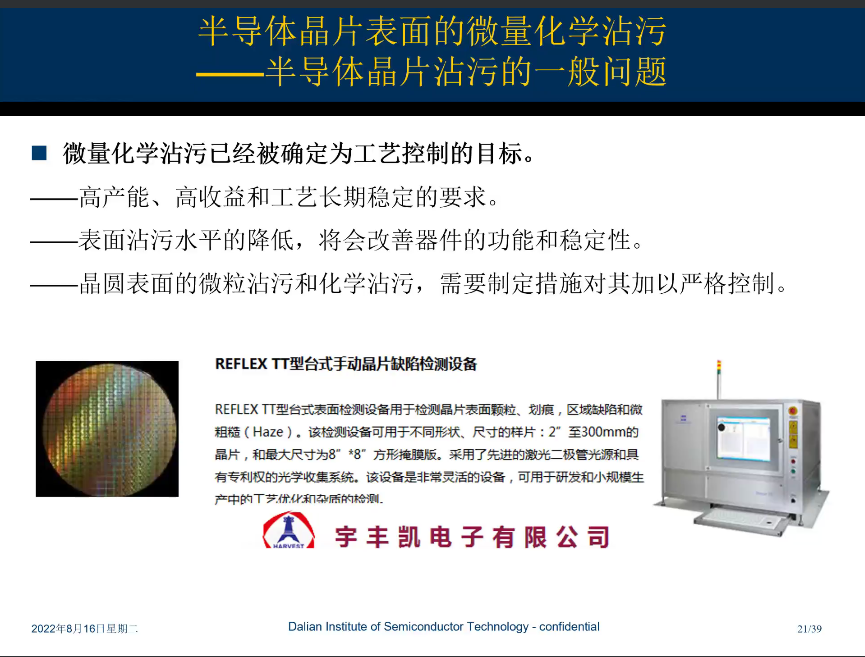 半导体晶片表面的微量化学沾污
——半导体晶片沾污的一般问题
微量化学沾污已经被确定为工艺控制的目标。
——高产能、高收益和工艺长期稳定的要求。
——表面沾污水平的降低，将会改善器件的功能和稳定性。
——晶圆表面的微粒沾污和化学沾污，需要制定措施对其加以严格控制。
REFLEX TT型台式手动晶片缺陷检测设备
REFLEX TT型台式表面检测设备用于检测晶片表面颗粒、划痕，区域缺陷和微
粗糙（Haze）。该检测设备可用于不同形状、尺寸的样片：2”至300mm的
晶片，和最大尺寸为8”*8”方形掩膜版。采用了先进的激光二极管光源和具
有专利权的光学收集系统。该设备是非常灵活的设备，可用于研发和小规模生
产中的工艺优化和杂质的检测。
HARVEST
宇丰凯电子有限公司
2022年8月16日星期二
Dalian Institute of Semiconductor Technology - confidential
21/39